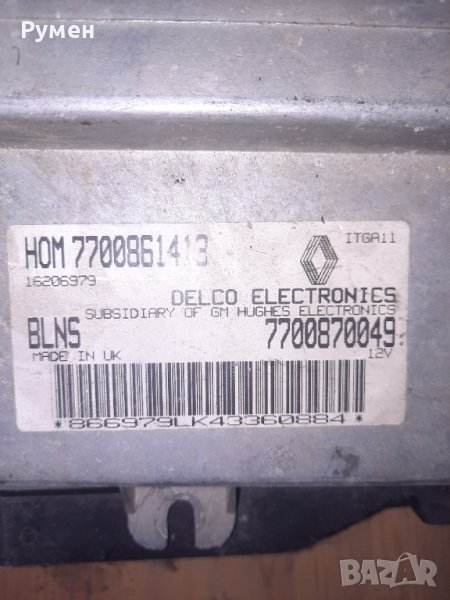 Румен
HOM 7700861413
ITGA11
16206979
DELCO ELECTRONICS
SUBSIDIARY OF GM HUGHES ELECTRONICS
BLNS 7700870049
MADE IN UK 12V
*866979LK43360884*
BAZAR